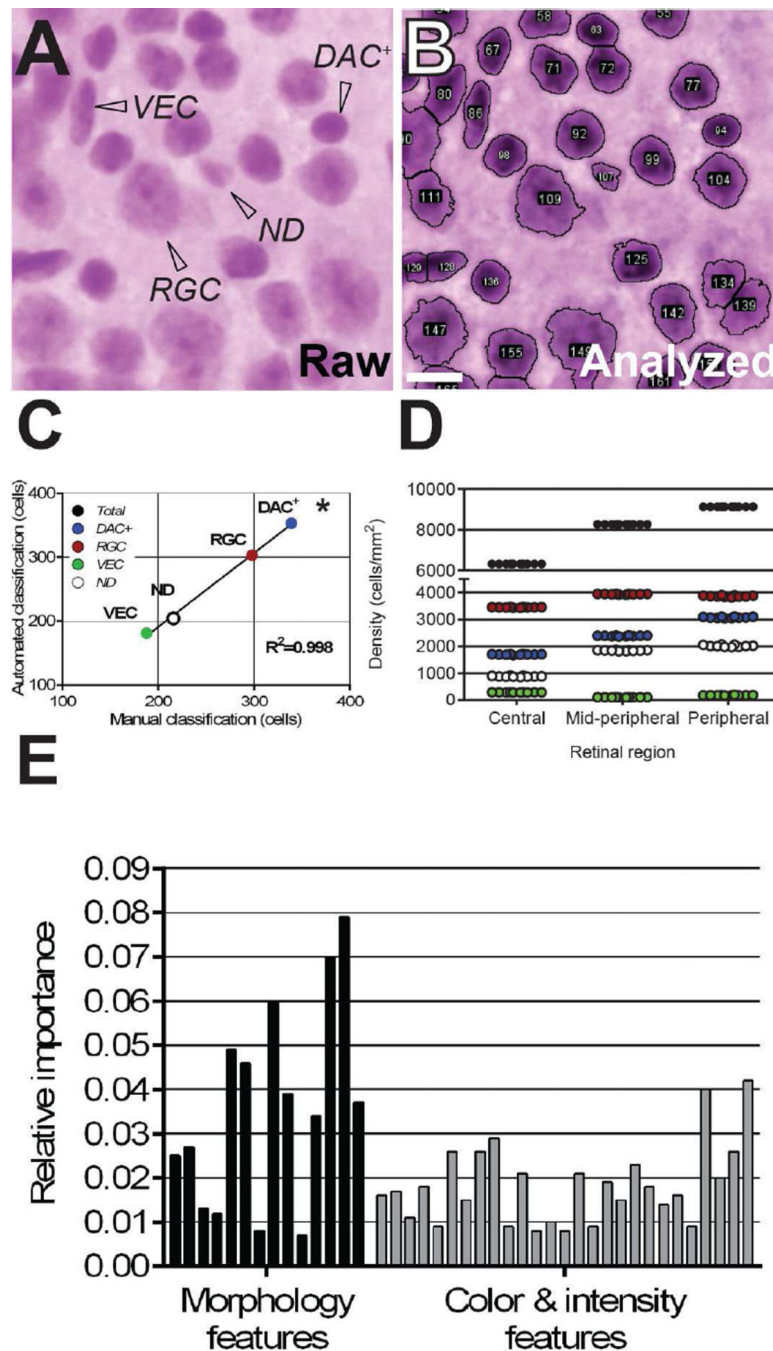 A
VEC
DAC+
ND
RGC
Raw
B
58
55
67
63
71
72
77
80
86
92
94
98
99
107
104
111
109
125
129
128
136
134
139
142
147
155
149
161
Analyzed
C
Automated classification (cells)
400
300
200
100
Total
DAC+
RGC
VEC
ND
DAC+
*
RGC
ND
VEC
R2=0.998
100
200
300
400
Manual classification (cells)
D
Density (cells/mm2)
10000
8000
6000
4000
3000
2000
1000
0
Central
Mid-peripheral
Peripheral
Retinal region
E
Relative importance
0.09
0.08
0.07
0.06
0.05
0.04
0.03
0.02
0.01
0.00
Morphology
features
Color & intensity
features